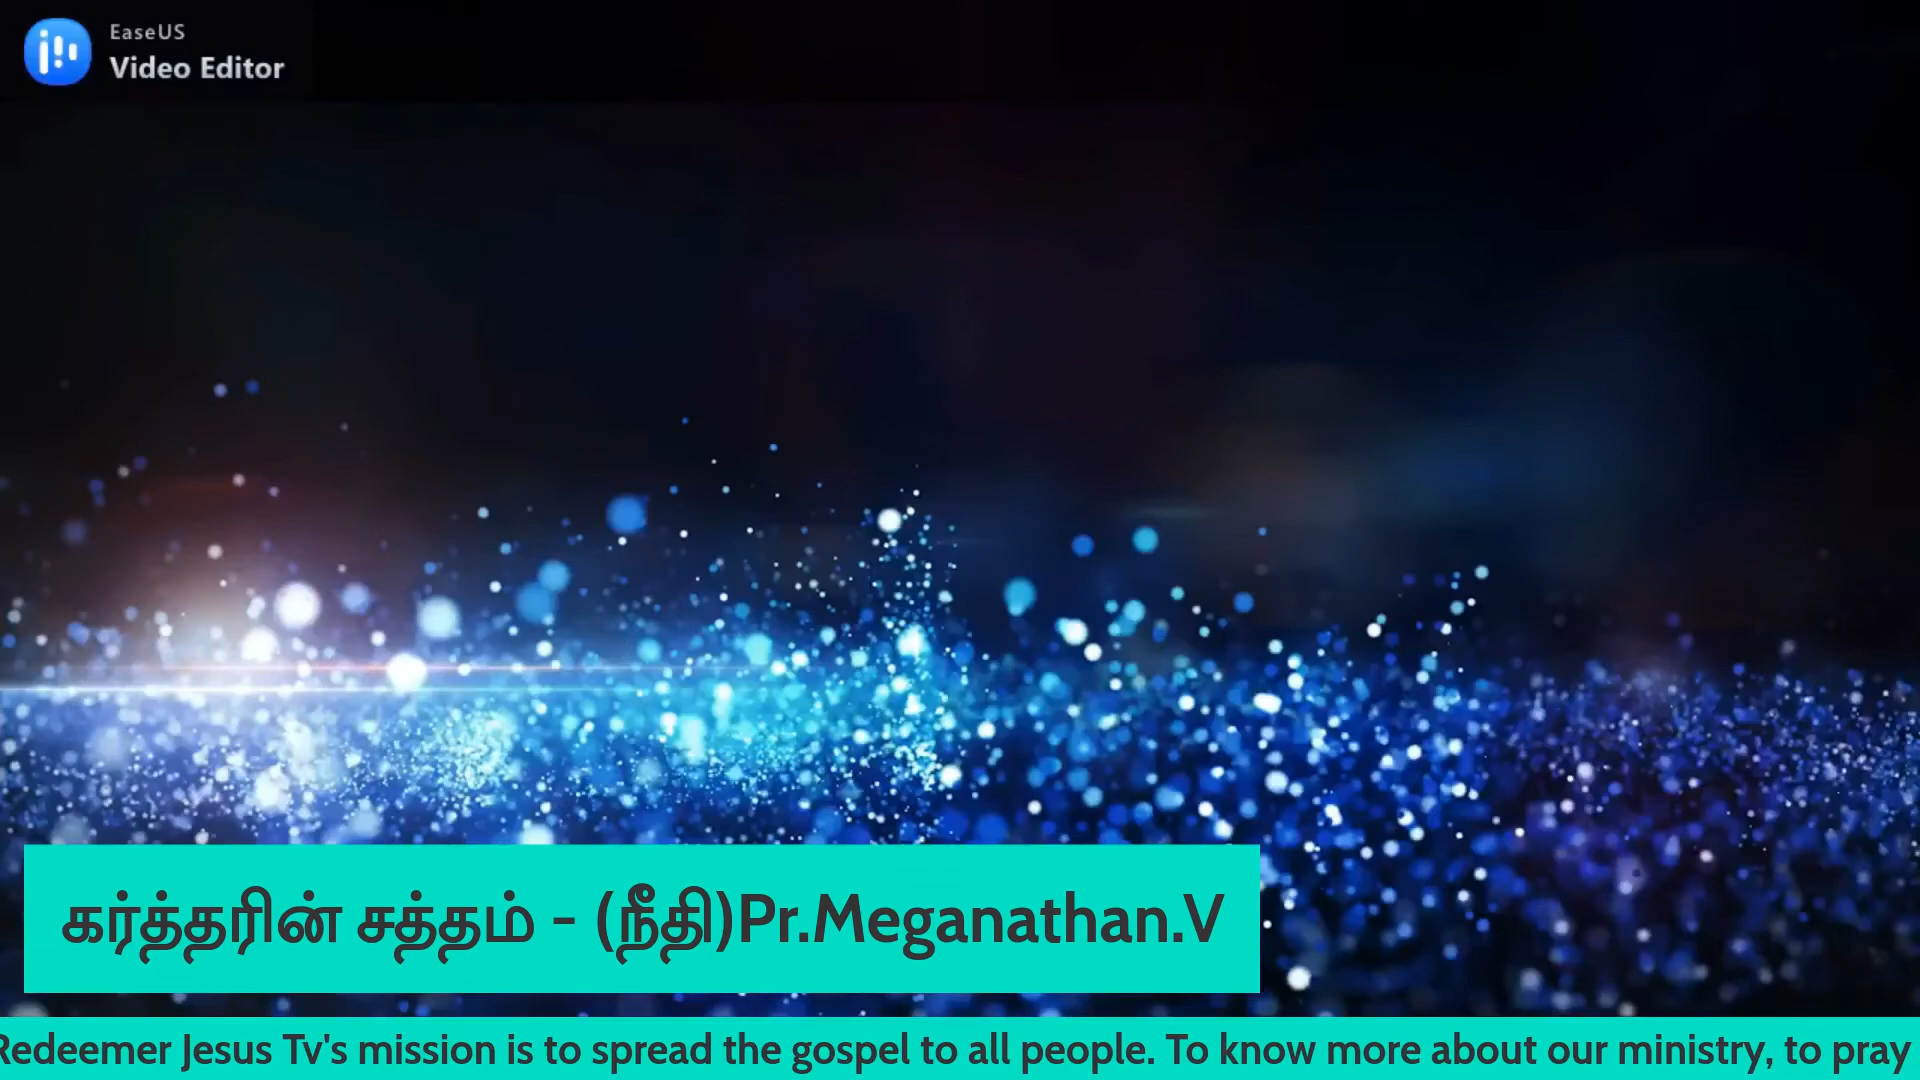 EaseUS
Video Editor
கர்த்தரின் சத்தம் - (நீதி)Pr.Meganathan.V
Redeemer Jesus Tv's mission is to spread the gospel to all people. To know more about our ministry, to pray